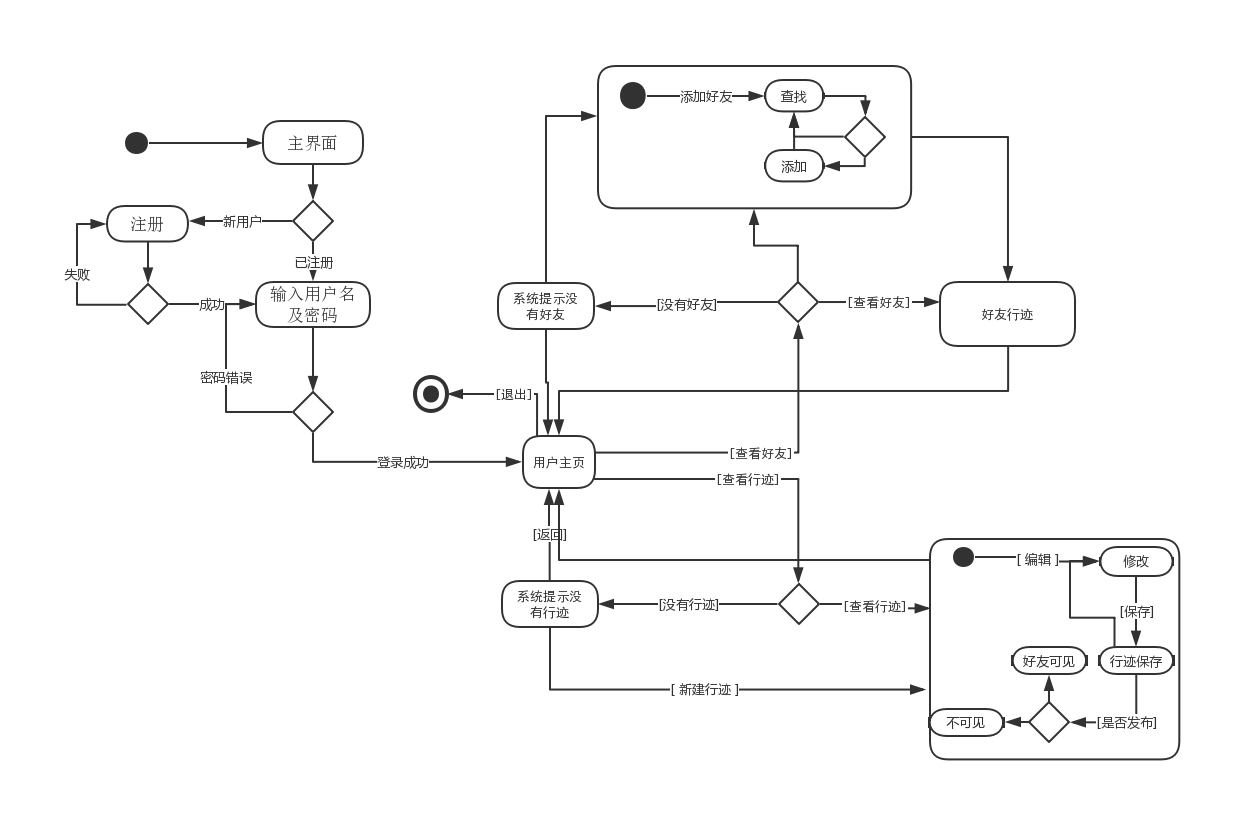 添加好友
查找
添加
主界面
新用户
注册
已注册
失败
成功
输入用户名
及密码
密码错误
登录成功
系统提示没
有好友
[没有好友]
[查看好友]
好友行迹
[退出]
用户主页
[查看好友]
[查看行迹]
[返回]
系统提示没
有行迹
[没有行迹]
[查看行迹]
[ 新建行迹 ]
[ 编辑 ]
修改
[保存]
好友可见
行迹保存
不可见
[是否发布]